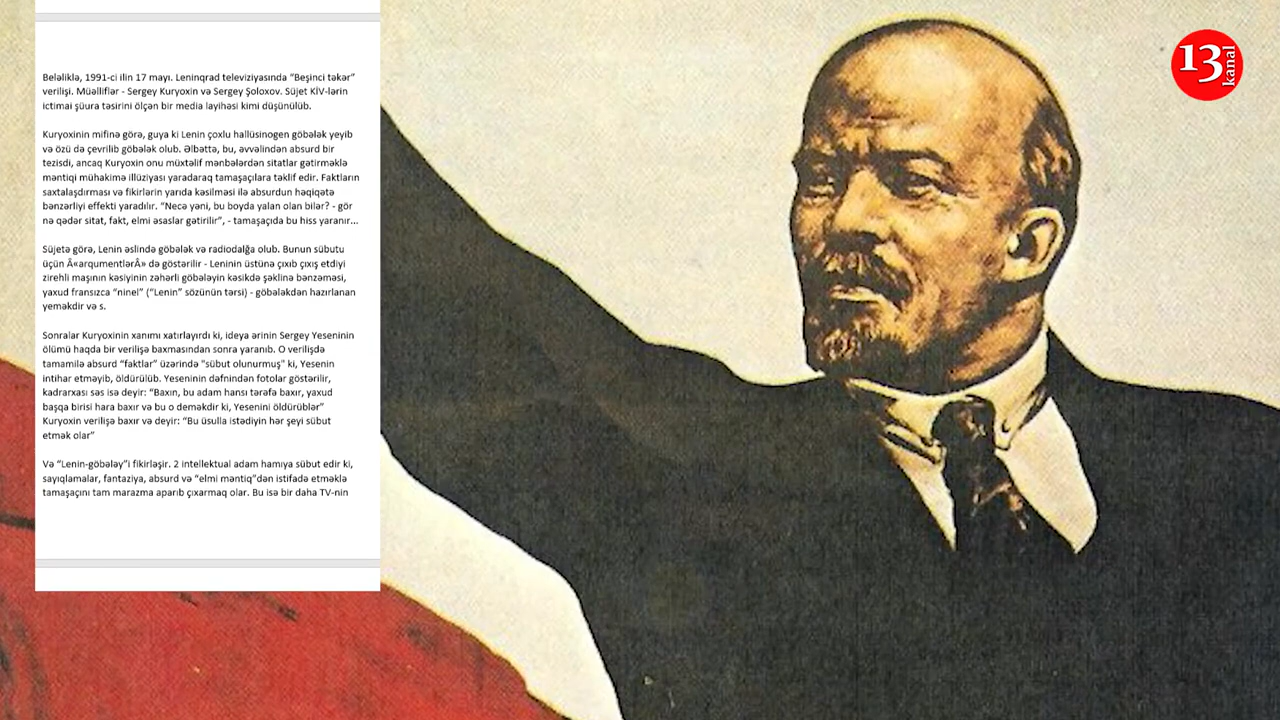 Beləliklə, 1991-ci ilin 17 mayı. Leninqrad televiziyasında “Beşinci təkər”
verilişi. Müəlliflər - Sergey Kuryoxin və Sergey Şoloxov. Süjet KİV-lərin
ictimai şüura təsirini ölçən bir media layihəsi kimi düşünülüb.
Kuryoxinin mifinə görə, guya ki Lenin çoxlu hallüsinogen göbələk yeyib
və özü də çevrilib göbələk olub. Əlbəttə, bu, əvvəlindən absurd bir
tezisdi, ancaq Kuryoxin onu müxtəlif mənbələrdən sitatlar gətirməklə
məntiqi mühakimə illüziyası yaradaraq tamaşaçılara təklif edir. Faktların
saxtalaşdırması və fikirlərin yarıda kəsilməsi ilə absurdun həqiqətə
bənzərliyi effekti yaradılır. “Necə yəni, bu boyda yalan olan bilər? - gör
nə qədər sitat, fakt, elmi əsaslar gətirilir”, - tamaşaçıda bu hiss yaranır...
Süjetə görə, Lenin əslində göbələk və radiodalğa olub. Bunun sübutu
üçün Â«arqumentlərÂ» də göstərilir - Leninin üstünə çıxıb çıxış etdiyi
zirehli maşının kəsiyinin zəhərli göbələyin kəsikdə şəklinə bənzəməsi,
yaxud fransızca “ninel” (“Lenin” sözünün tərsi) - göbələkdən hazırlanan
yeməkdir və s.
Sonralar Kuryoxinin xanımı xatırlayırdı ki, ideya ərinin Sergey Yeseninin
ölümü haqda bir verilişə baxmasından sonra yaranıb. O verilişdə
tamamilə absurd “faktlar” üzərində "sübut olunurmuş" ki, Yesenin
intihar etməyib, öldürülüb. Yeseninin dəfnindən fotolar göstərilir,
kadrarxası səs isə deyir: “Baxın, bu adam hansı tərəfə baxır, yaxud
başqa birisi hara baxır və bu o deməkdir ki, Yesenini öldürüblər”
Kuryoxin verilişə baxır və deyir: “Bu üsulla istədiyin hər şeyi sübut
etmək olar”
Və “Lenin-göbələy”i fikirləşir. 2 intellektual adam hamıya sübut edir ki,
sayıqlamalar, fantaziya, absurd və “elmi məntiq”dən istifadə etməklə
tamaşaçını tam marazma aparıb çıxarmaq olar. Bu isə bir daha TV-nin
13 kanal